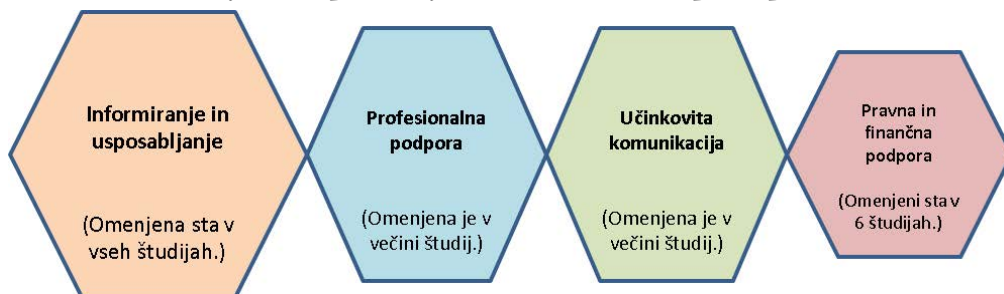 Informiranje in
usposabljanje
(Omenjena sta v
vseh študijah.)
Profesionalna
podpora
(Omenjena je v
večini študij.)
Učinkovita
komunikacija
(Omenjena je v
večini študij.)
Pravna in
finančna
podpora
(Omenjeni sta v
6 študijah.)